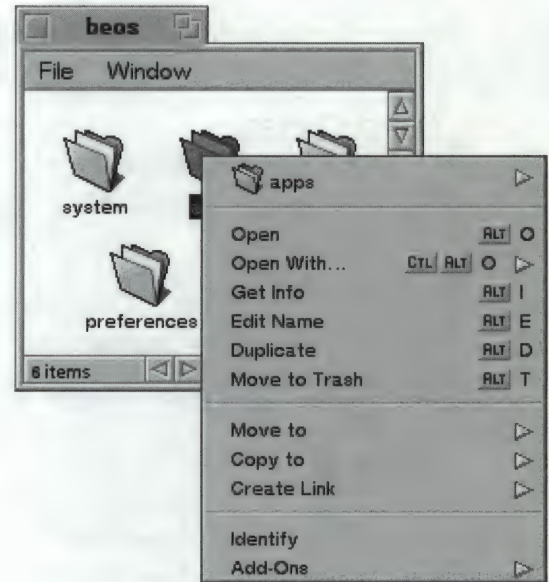 beos
File Window
system
preferences
6 items
apps
Open ALT O
Open With... CTL ALT O
Get Info ALT I
Edit Name ALT E
Duplicate ALT D
Move to Trash ALT T
Move to
Copy to
Create Link
Identify
Add-Ons